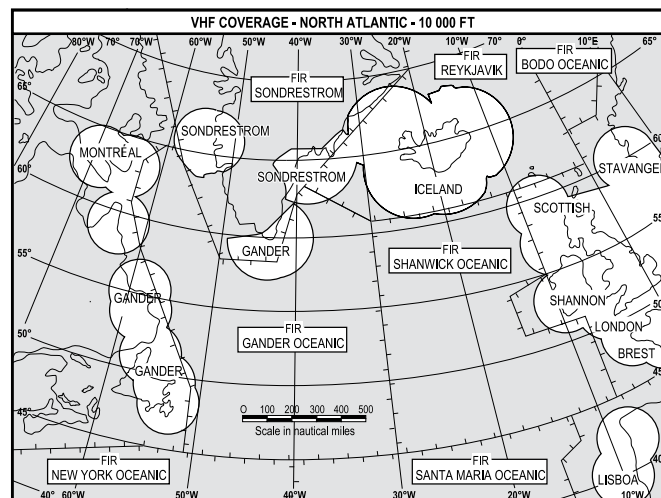 VHF COVERAGE - NORTH ATLANTIC - 10 000 FT
80°W 70°W 60°W 50°W 40°W 30°W 20°W 10°W 0° 10°E 65°
FIR
REYKJAVIK
FIR
BODO OCEANIC
FIR
SONDRESTROM
65°
60°
SONDRESTROM
MONTRÉAL
60°
STAVANGER
SONDRESTROM
ICELAND
SCOTTISH
55°
55°
GANDER
FIR
SHANWICK OCEANIC
GANDER
SHANNON
50°
50°
FIR
GANDER OCEANIC
LONDON
BREST
GANDER
45°
45°
0 100 200 300 400 500
Scale in nautical miles
FIR
NEW YORK OCEANIC
FIR
SANTA MARIA OCEANIC
40°
LISBOA
40° 60°W 50°W 40°W 30°W 20°W 10°W